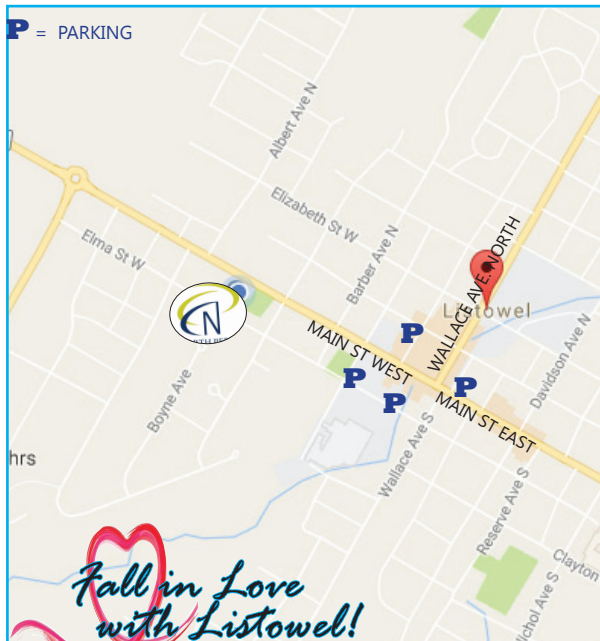 P = PARKING
Albert Ave N
Elizabeth St W
Elma St W
Barber Ave N
WALLACE AVE. NORTH
Listowel
N
MAIN ST WEST
P
P
P
P
Davidson Ave N
MAIN ST EAST
Boyne Ave
Wallace Ave S
hrs
Reserve Ave S
Clayton
ichol Ave S
Fall in Love
with Listowel!